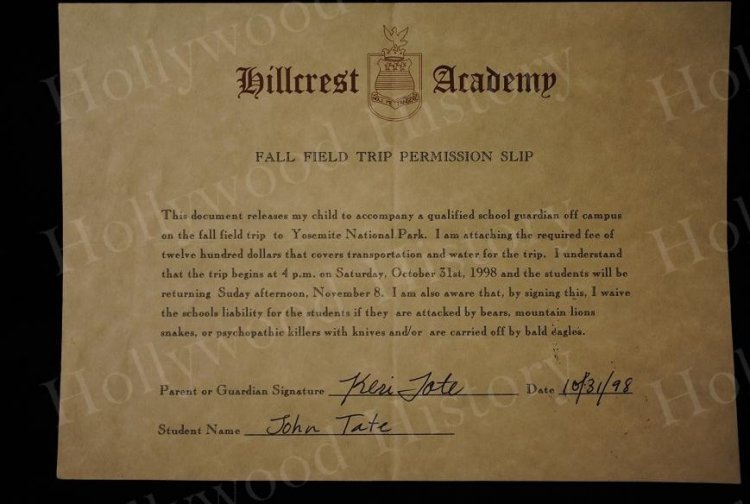 Hillcrest Academy
FALL FIELD TRIP PERMISSION SLIP
This document releases my child to accompany a qualified school guardian off campus
on the fall field trip to Yosemite National Park. I am attaching the required fee of
twelve hundred dollars that covers transportation and water for the trip. I understand
that the trip begins at 4 p.m. on Saturday, October 31st, 1998 and the students will be
returning Suday afternoon, November 8. I am also aware that, by signing this, I waive
the schools liability for the students if they are attacked by bears, mountain lions
snakes, or psychopathic killers with knives and/or are carried off by bald eagles.
Parent or Guardian Signature Keri Tate Date 10/31/98
Student Name John Tate
Hollywood History